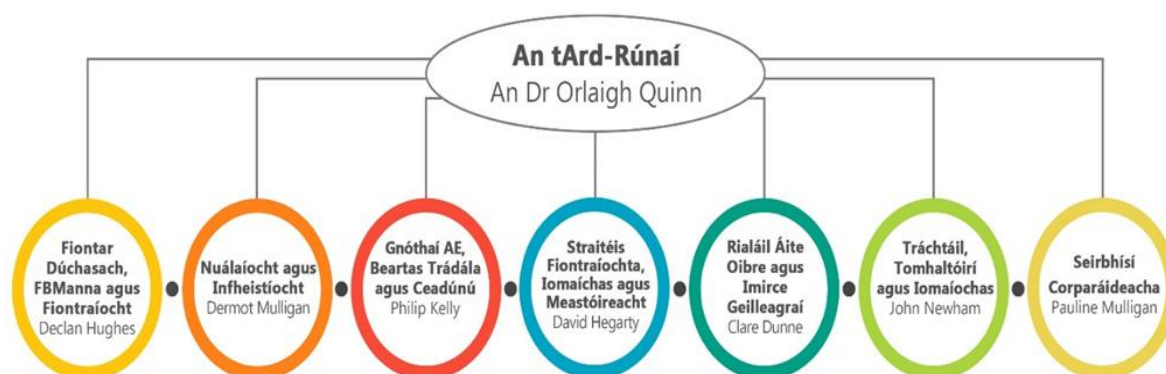 An tArd-Rúnaí
An Dr Orlaigh Quinn
Fiontar
Dúchasach,
FBManna agus
Fiontraíocht
Declan Hughes
Nuálaíocht agus
Infheistíocht
Dermot Mulligan
Gnóthaí AE,
Beartas Trádála
agus Ceadúnú
Philip Kelly
Straitéis
Fiontraíochta,
Iomaíchas agus
Meastóireacht
David Hegarty
Rialáil Áite
Oibre agus
Imirce
Geilleagraí
Clare Dunne
Tráchtáil,
Tomhaltóirí
agus Iomaíochas
John Newham
Seirbhísí
Corparáideacha
Pauline Mulligan